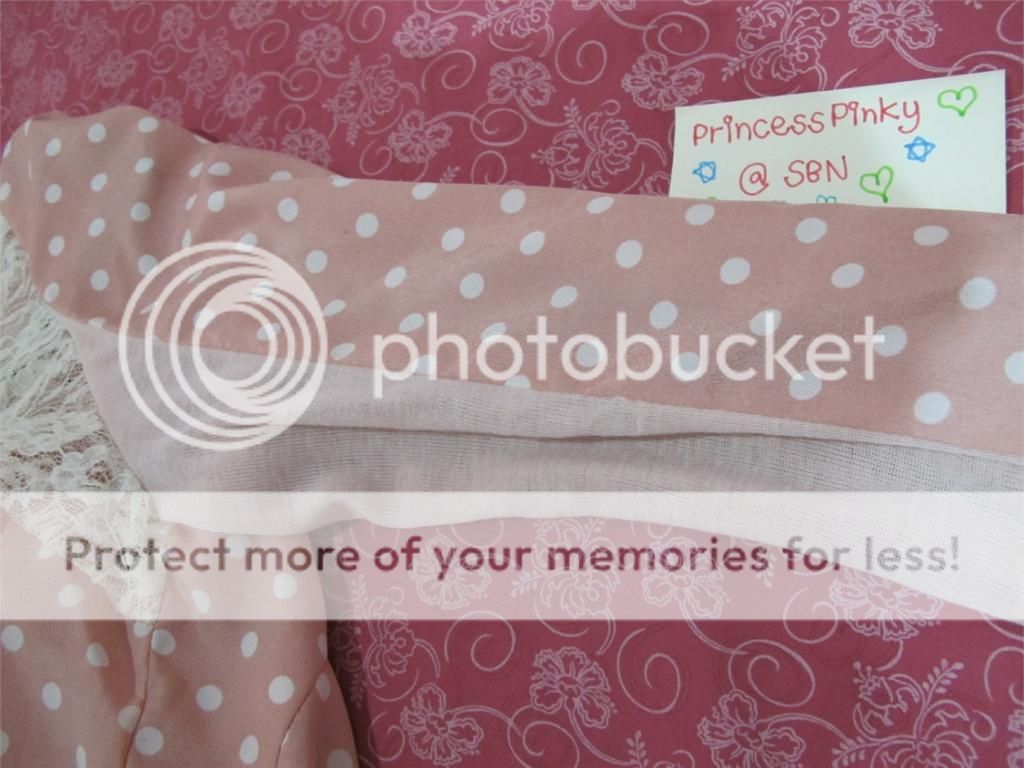 PrincessPinky
@ SBN
photobucket
Protect more of your memories for less!